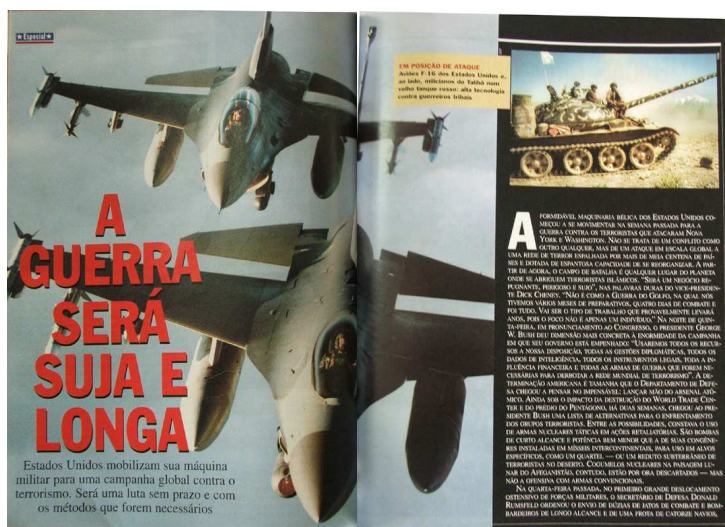 ★ Especial ★
A
GUERRA
SERÁ
SUJA E
LONGA
Estados Unidos mobilizam sua máquina
militar para uma campanha global contra o
terrorismo. Será uma luta sem prazo e com
os métodos que forem necessários
EM POSIÇÃO DE ATAQUE
Aviões F-16 dos Estados Unidos e,
ao lado, milicianos do Talibã num
velho tanque russo: alta tecnologia
contra guerreiros tribais
A FORMIDÁVEL MAQUINARIA BÉLICA DOS ESTADOS UNIDOS CO-
MEÇOU A SE MOVIMENTAR NA SEMANA PASSADA PARA A
GUERRA CONTRA OS TERRORISTAS QUE ATACARAM NOVA
YORK E WASHINGTON. NÃO SE TRATA DE UM CONFLITO COMO
OUTRO QUALQUER, MAS DE UM ATAQUE EM ESCALA GLOBAL A
UMA REDE DE TERROR ESPALHADA POR MAIS DE MEIA CENTENA DE PAÍ-
SES E DOTADA DE ESPANTOSA CAPACIDADE DE SE REORGANIZAR. A PAR-
TIR DE AGORA, O CAMPO DE BATALHA É QUALQUER LUGAR DO PLANETA
ONDE SE ABRIGUEM TERRORISTAS ISLÂMICOS. "SERÁ UM NEGÓCIO RE-
PUGNANTE, PERIGOSO E SUJO", NAS PALAVRAS DURAS DO VICE-PRESIDEN-
TE DICK CHENEY. "NÃO É COMO A GUERRA DO GOLFO, NA QUAL NÓS
TIVEMOS VÁRIOS MESES DE PREPARATIVOS, QUATRO DIAS DE COMBATE E
FOI TUDO. VAI SER O TIPO DE TRABALHO QUE PROVAVELMENTE LEVARÁ
ANOS, POIS O FOCO NÃO É APENAS UM INDIVÍDUO." NA NOITE DE QUIN-
TA-FEIRA, EM PRONUNCIAMENTO AO CONGRESSO, O PRESIDENTE GEORGE
W. BUSH DEU DIMENSÃO MAIS CONCRETA À ENORMIDADE DA CAMPANHA
EM QUE SEU GOVERNO ESTÁ EMPENHADO: "USAREMOS TODOS OS RECUR-
SOS A NOSSA DISPOSIÇÃO, TODAS AS GESTÕES DIPLOMÁTICAS, TODOS OS
DADOS DE INTELIGÊNCIA, TODOS OS INSTRUMENTOS LEGAIS, TODA A IN-
FLUÊNCIA FINANCEIRA E TODAS AS ARMAS DE GUERRA QUE FOREM NE-
CESSÁRIAS PARA DERROTAR A REDE MUNDIAL DE TERRORISMO". A DE-
TERMINAÇÃO AMERICANA É TAMANHA QUE O DEPARTAMENTO DE DEFE-
SA CHEGOU A PENSAR NO IMPENSÁVEL: LANÇAR MÃO DO ARSENAL ATÔ-
MICO. AINDA SOB O IMPACTO DA DESTRUIÇÃO DO WORLD TRADE CEN-
TER E DO PRÉDIO DO PENTÁGONO, HÁ DUAS SEMANAS, CHEGOU AO PRE-
SIDENTE BUSH UMA LISTA DE ALTERNATIVAS PARA O ENFRENTAMENTO
DOS GRUPOS TERRORISTAS. ENTRE AS POSSIBILIDADES, CONSTAVA O USO
DE ARMAS NUCLEARES TÁTICAS EM AÇÕES RETALIATÓRIAS. SÃO BOMBAS
DE CURTO ALCANCE E POTÊNCIA BEM MENOR QUE A DE SUAS CONGÊNE-
RES INSTALADAS EM MÍSSEIS INTERCONTINENTAIS, PARA USO EM ALVOS
ESPECÍFICOS, COMO UM QUARTEL — OU UM REDUTO SUBTERRÂNEO DE
TERRORISTAS NO DESERTO. COGUMELOS NUCLEARES NA PAISAGEM LU-
NAR DO AFEGANISTÃO, CONTUDO, ESTÃO POR ORA DESCARTADOS — MAS
NÃO A OFENSIVA COM ARMAS CONVENCIONAIS.
NA QUARTA-FEIRA PASSADA, NO PRIMEIRO GRANDE DESLOCAMENTO
OSTENSIVO DE FORÇAS MILITARES, O SECRETÁRIO DE DEFESA DONALD
RUMSFELD ORDENOU O ENVIO DE DÚZIAS DE JATOS DE COMBATE E BOM-
BARDEIROS DE LONGO ALCANCE E DE UMA FROTA DE CATORZE NAVIOS,